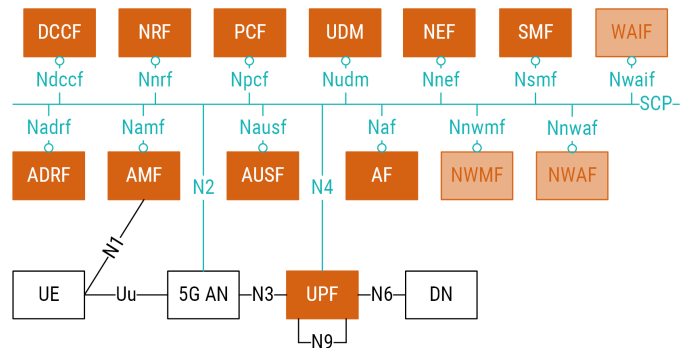 DCCF NRF PCF UDM NEF SMF WAIF
Ndccf Nnrf Npcf Nudm Nnef Nsmf Nwaif
SCP
Nadrf Namf Nausf Naf Nnwmf Nnwaf
ADRF AMF N2 AUSF N4 AF NWMF NWAF
N1
UE Uu 5G AN N3 UPF N6 DN
N9